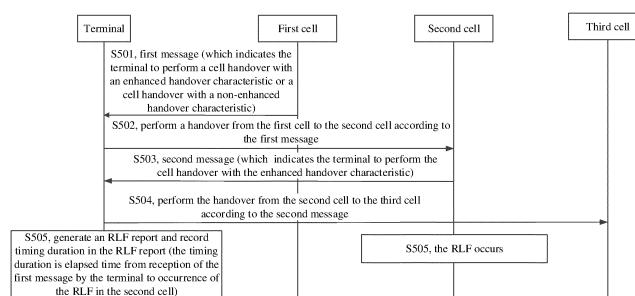 Terminal
First cell
Second cell
Third cell
S501, first message (which indicates the
terminal to perform a cell handover with
an enhanced handover characteristic or a
cell handover with a non-enhanced
handover characteristic)
S502, perform a handover from the first cell to the second cell according to
the first message
S503, second message (which indicates the terminal to perform the
cell handover with the enhanced handover characteristic)
S504, perform the handover from the second cell to the third cell
according to the second message
S505, generate an RLF report and record
timing duration in the RLF report (the timing
duration is elapsed time from reception of the
first message by the terminal to occurrence of
the RLF in the second cell)
S505, the RLF occurs